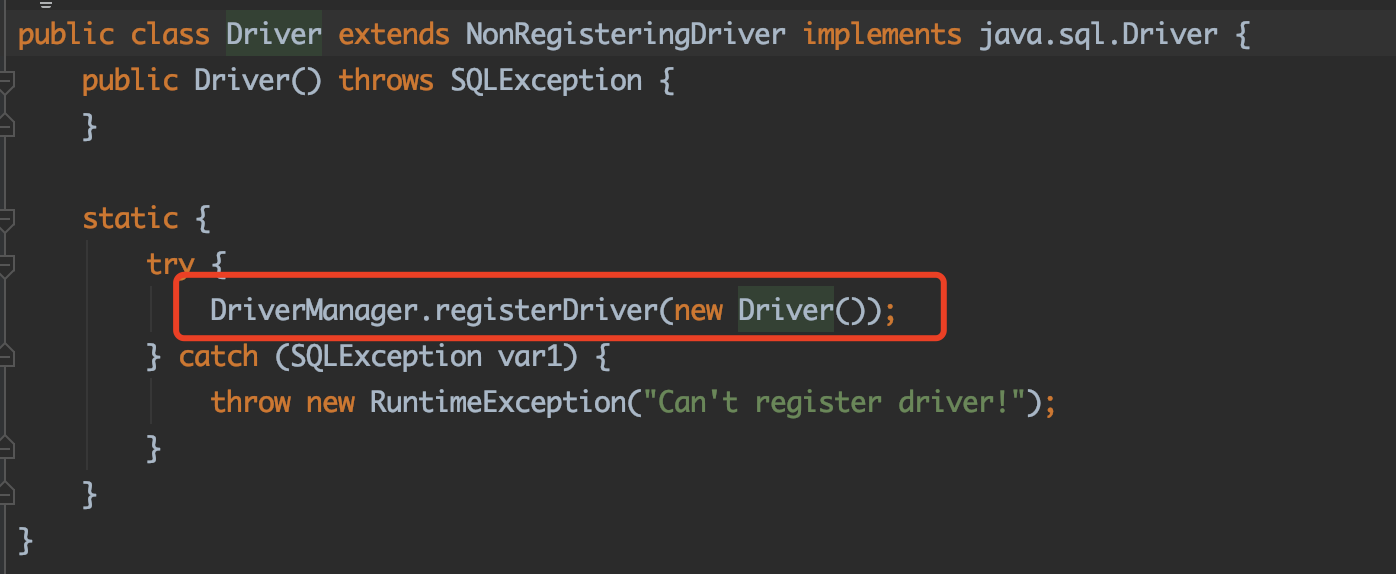 public class Driver extends NonRegisteringDriver implements java.sql.Driver {
    public Driver() throws SQLException {
    }

    static {
        try {
            DriverManager.registerDriver(new Driver());
        } catch (SQLException var1) {
            throw new RuntimeException("Can't register driver!");
        }
    }
}